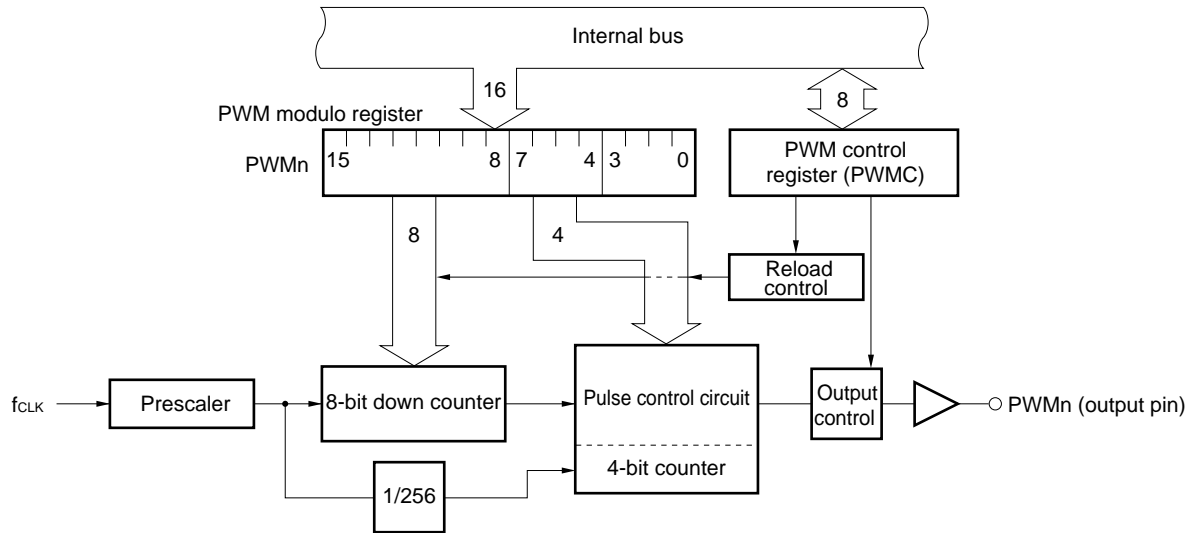 Internal bus
16
8
PWM modulo register
PWMn
15 8 7 4 3 0
PWM control
register (PWMC)
8
4
Reload
control
fCLK
Prescaler
8-bit down counter
Pulse control circuit
4-bit counter
Output
control
PWMn (output pin)
1/256